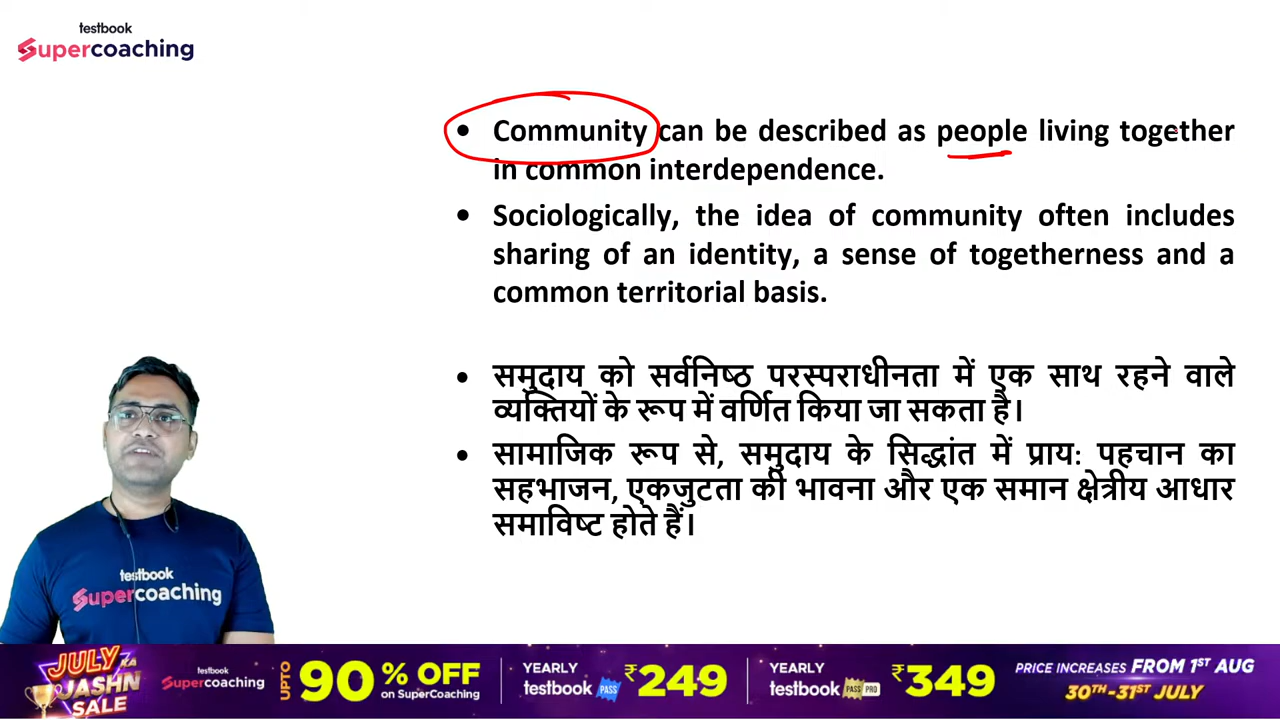 testbook
Supercoaching
• Community can be described as people living together
in common interdependence.
• Sociologically, the idea of community often includes
sharing of an identity, a sense of togetherness and a
common territorial basis.
• समुदाय को सर्वनिष्ठ परस्पराधीनता में एक साथ रहने वाले
व्यक्तियों के रूप में वर्णित किया जा सकता है।
• सामाजिक रूप से, समुदाय के सिद्धांत में प्राय: पहचान का
सहभाजन, एकजुटता की भावना और एक समान क्षेत्रीय आधार
समाविष्ट होते हैं।
testbook
Supercoaching
JULY KA
JASHN
SALE
testbook
Supercoaching
UPTO
90% OFF
on SuperCoaching
YEARLY
testbook PASS
₹249
YEARLY
testbook PASS PRO
₹349
PRICE INCREASES FROM 1ST AUG
30TH-31ST JULY